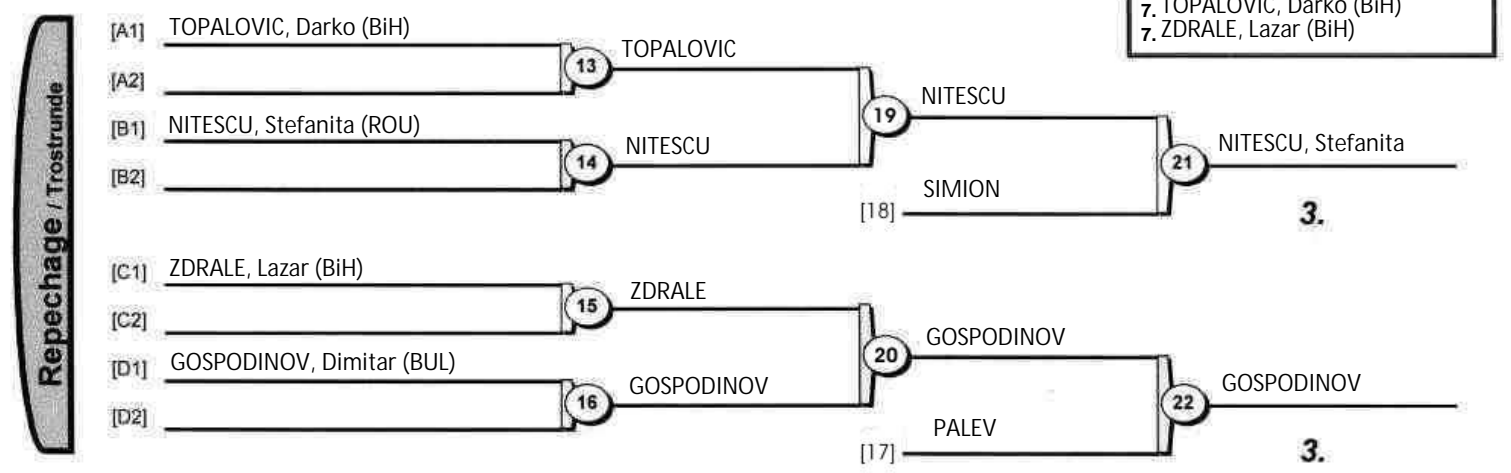 7. TOPALOVIC, Darko (BiH)
7. ZDRALE, Lazar (BiH)
Repechage / Trostrunde
[A1] TOPALOVIC, Darko (BiH)
13 TOPALOVIC
[A2]
19 NITESCU
[B1] NITESCU, Stefanita (ROU)
14 NITESCU
[B2]
21 NITESCU, Stefanita
[18] SIMION
3.
[C1] ZDRALE, Lazar (BiH)
15 ZDRALE
[C2]
20 GOSPODINOV
[D1] GOSPODINOV, Dimitar (BUL)
16 GOSPODINOV
[D2]
22 GOSPODINOV
[17] PALEV
3.